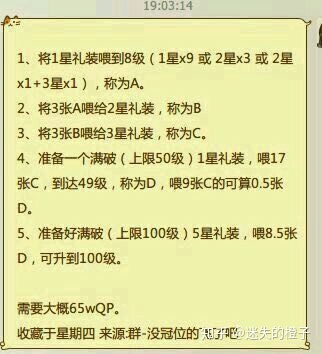 19:03:14
1、将1星礼装喂到8级（1星x9 或 2星x3 或 2星
x1+3星x1），称为A。
2、将3张A喂给2星礼装，称为B
3、将3张B喂给3星礼装，称为C。
4、准备一个满破（上限50级）1星礼装，喂17
张C，到达49级，称为D，喂9张C的可算0.5张
D。
5、准备好满破（上限100级）5星礼装，喂8.5张
D，可升到100级。
需要大概65wQP。
收藏于星期四 来源:群-没冠位的
知乎 @迷失的橙子